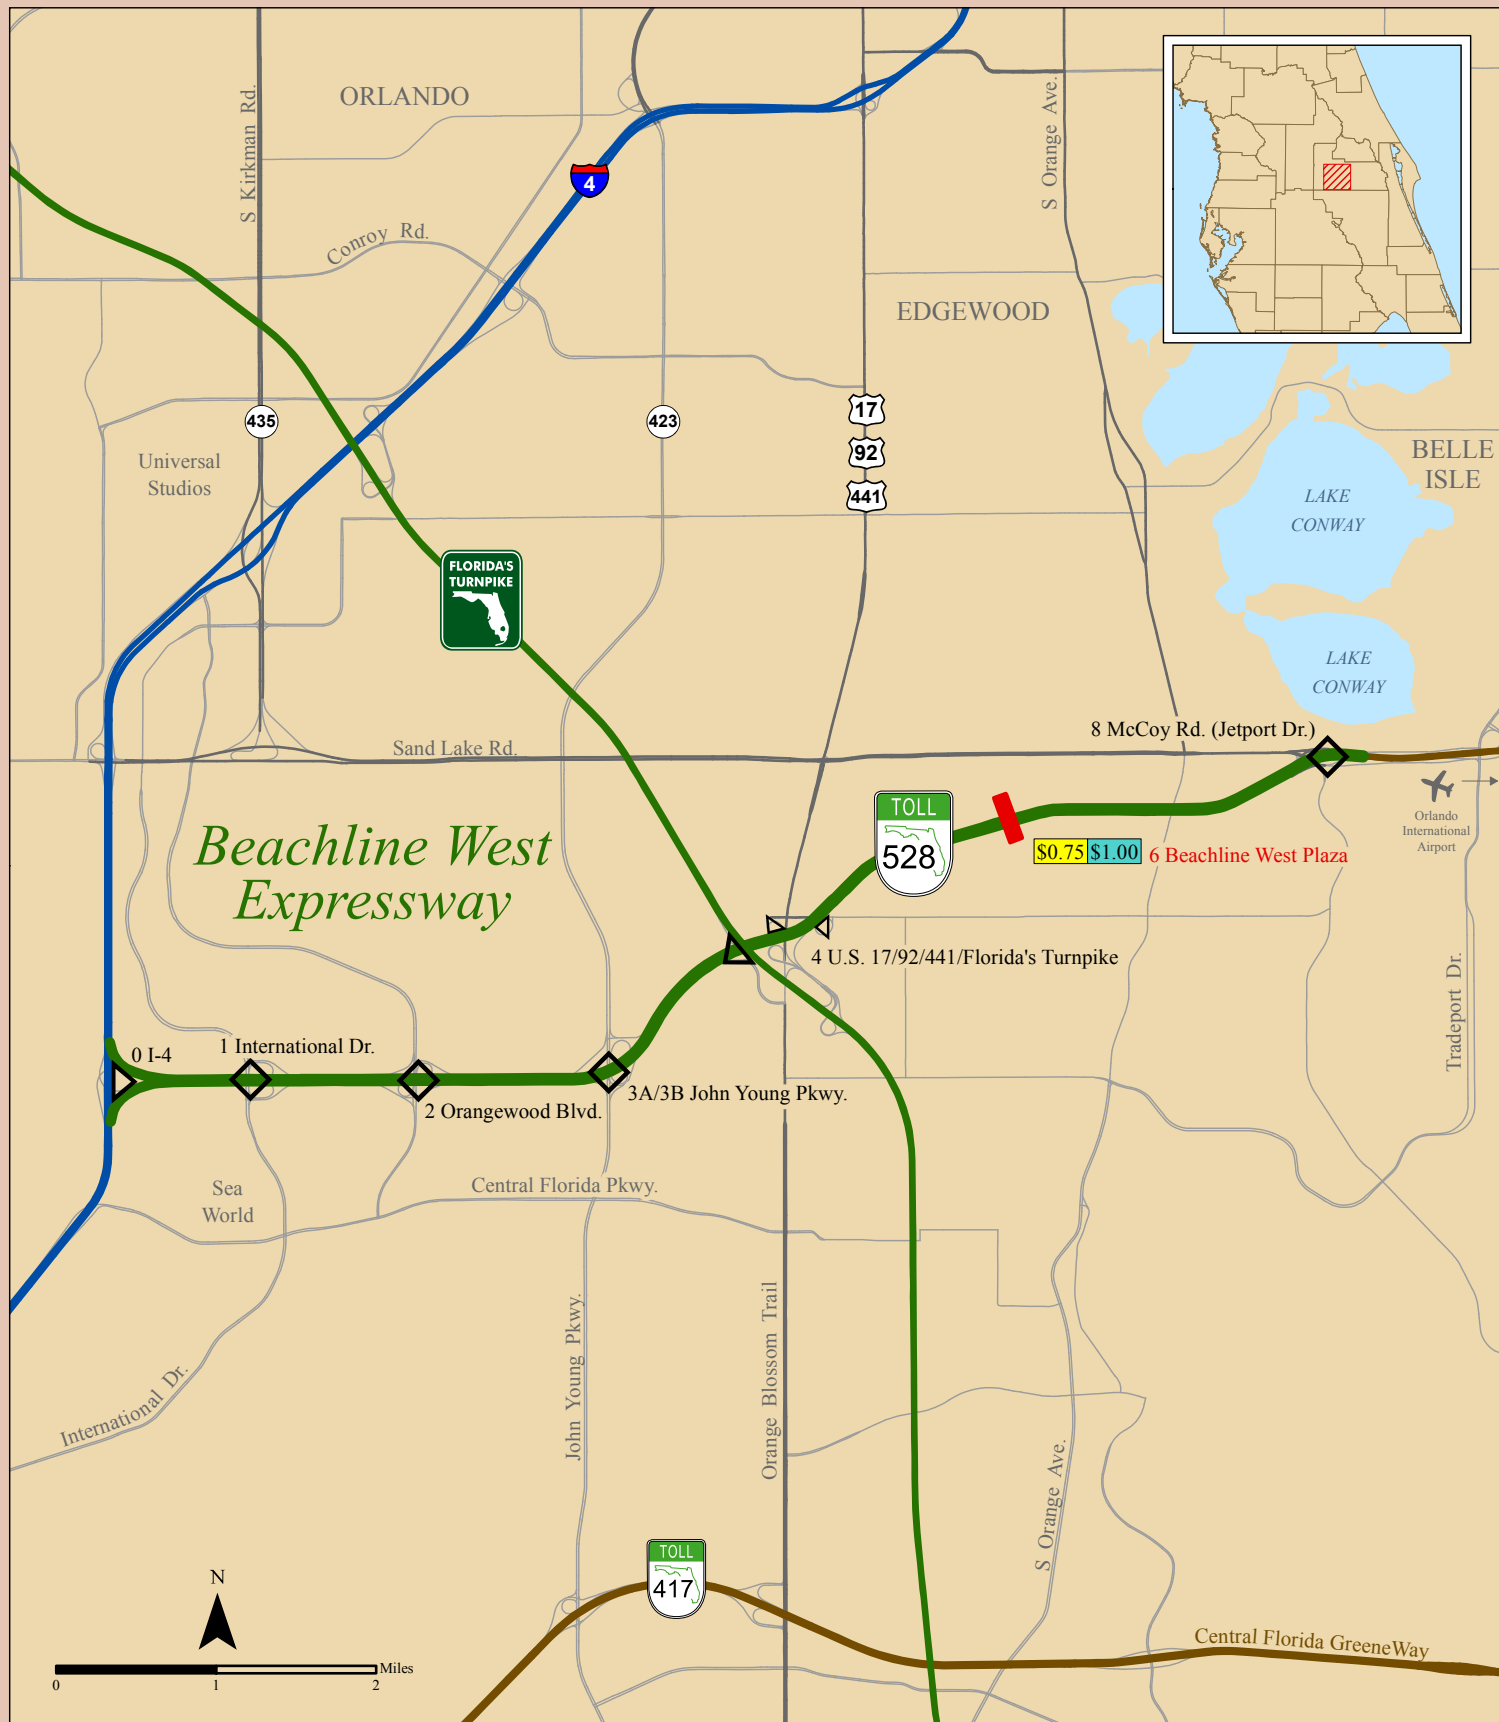 ORLANDO
S Kirkman Rd.
S Orange Ave.
4
Conroy Rd.
EDGEWOOD
435
423
17
92
441
Universal
Studios
BELLE
ISLE
LAKE
CONWAY
FLORIDA'S
TURNPIKE
LAKE
CONWAY
8 McCoy Rd. (Jetport Dr.)
Sand Lake Rd.
TOLL
528
Orlando
International
Airport
$0.75 $1.00 6 Beachline West Plaza
Beachline West
Expressway
4 U.S. 17/92/441/Florida's Turnpike
Tradeport Dr.
0 I-4
1 International Dr.
2 Orangewood Blvd.
3A/3B John Young Pkwy.
Sea
World
Central Florida Pkwy.
International Dr.
John Young Pkwy.
Orange Blossom Trail
S Orange Ave.
TOLL
417
Central Florida GreeneWay
N
Miles
0 1 2